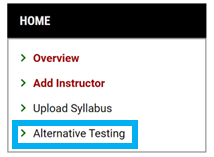 HOME
Overview
Add Instructor
Upload Syllabus
Alternative Testing